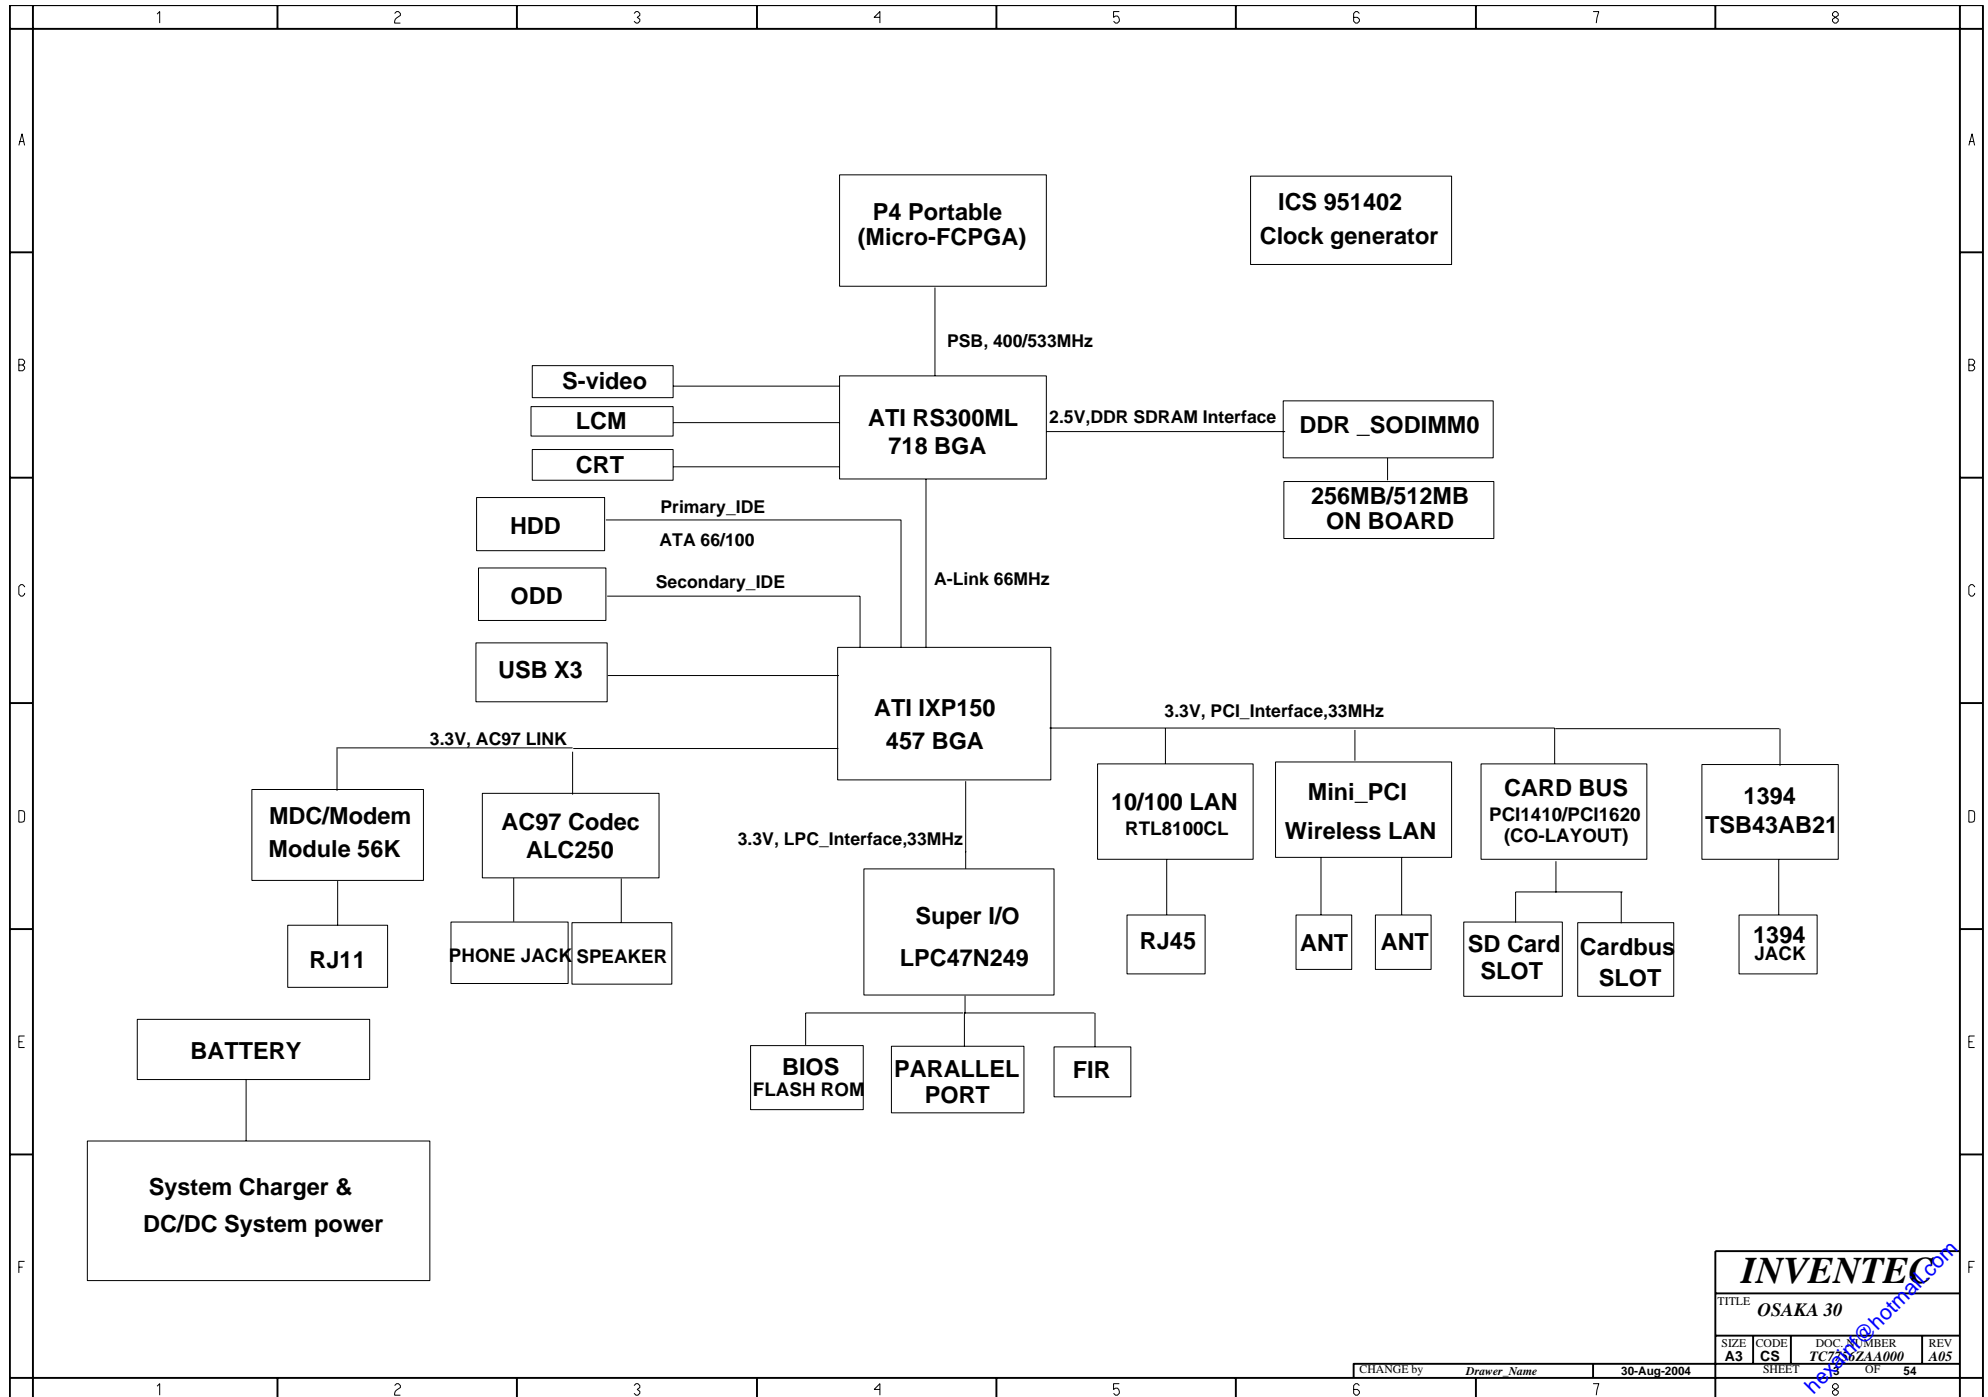 1 2 3 4 5 6 7 8
A A
P4 Portable
(Micro-FCPGA)
ICS 951402
Clock generator
PSB, 400/533MHz
B B
S-video
LCM
CRT
ATI RS300ML
718 BGA
2.5V,DDR SDRAM Interface
DDR _SODIMM0
256MB/512MB
ON BOARD
HDD
Primary_IDE
ATA 66/100
ODD
Secondary_IDE
A-Link 66MHz
C C
USB X3
ATI IXP150
457 BGA
3.3V, PCI_Interface,33MHz
3.3V, AC97 LINK
D D
MDC/Modem
Module 56K
AC97 Codec
ALC250
3.3V, LPC_Interface,33MHz
10/100 LAN
RTL8100CL
Mini_PCI
Wireless LAN
CARD BUS
PCI1410/PCI1620
(CO-LAYOUT)
1394
TSB43AB21
RJ11
PHONE JACK
SPEAKER
Super I/O
LPC47N249
RJ45
ANT
ANT
SD Card
SLOT
Cardbus
SLOT
1394
JACK
E E
BATTERY
BIOS
FLASH ROM
PARALLEL
PORT
FIR
System Charger &
DC/DC System power
F F
INVENTEC
TITLE OSAKA 30
SIZE CODE DOC. NUMBER REV
A3 CS A05
CHANGE by Drawer_Name 30-Aug-2004 SHEET 3 OF 54
1 2 3 4 5 6 7 8